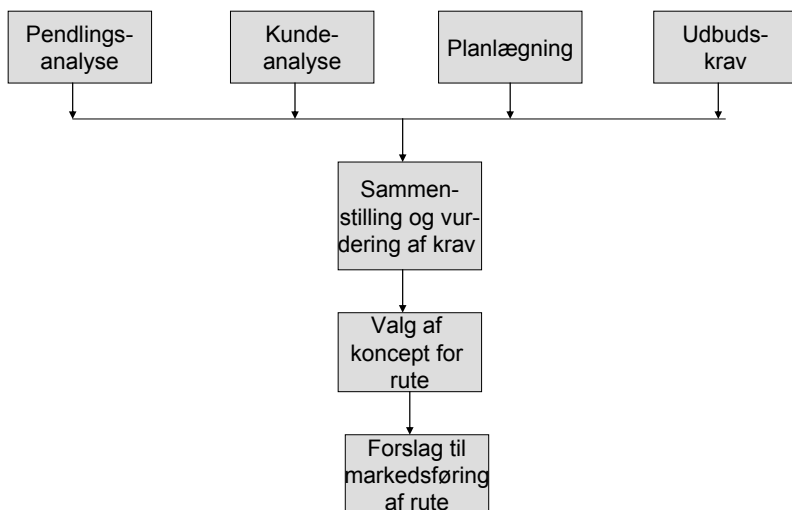 Pendlings-
analyse
Kunde-
analyse
Planlægning
Udbuds-
krav
Sammen-
stilling og vur-
dering af krav
Valg af
koncept for
rute
Forslag til
markedsføring
af rute